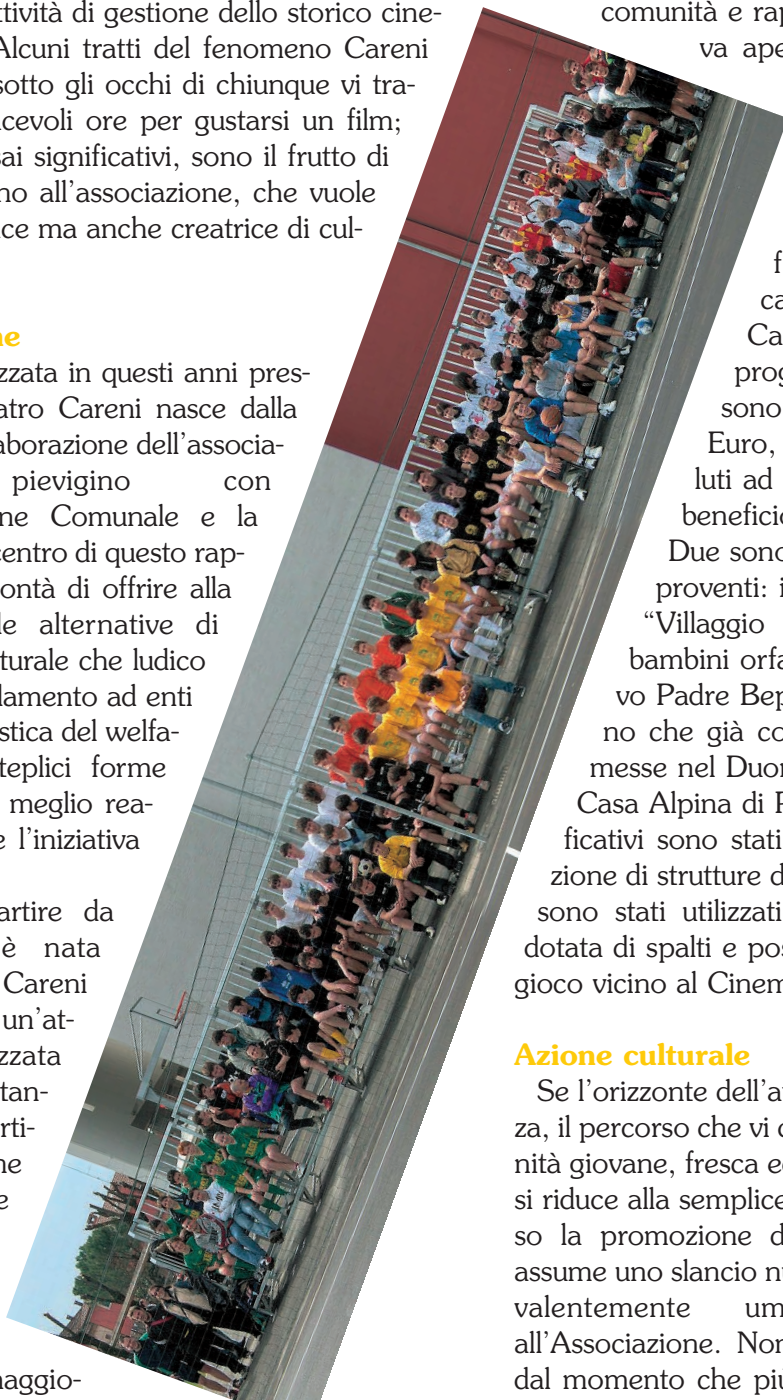 ttività di gestione dello storico cine-
Alcuni tratti del fenomeno Careni
sotto gli occhi di chiunque vi tra-
cevoli ore per gustarsi un film;
sai significativi, sono il frutto di
no all'associazione, che vuole
ce ma anche creatrice di cul-
ne
zzata in questi anni pres-
atro Careni nasce dalla
aborazione dell'associa-
pievigino con
ne Comunale e la
centro di questo rap-
ontà di offrire alla
le alternative di
turale che ludico
lamento ad enti
stica del welfa-
teplici forme
meglio rea-
e l'iniziativa
artire da
è nata
Careni
un'at-
zzata
tan-
rti-
ne
e
naggio-
comunità e rap
va ape
f
ca
Ca
prog
sono
Euro,
luti ad
beneficio
Due sono
proventi: i
“Villaggio
bambini orfa
vo Padre Bep
no che già co
messe nel Duor
Casa Alpina di P
ficativi sono stati
zione di strutture d
sono stati utilizzati
dotata di spalti e pos
gioco vicino al Cinem
Azione culturale
Se l'orizzonte dell'a
za, il percorso che vi c
nità giovane, fresca e
si riduce alla semplice
so la promozione d
assume uno slancio n
valentemente um
all'Associazione. Non
dal momento che più